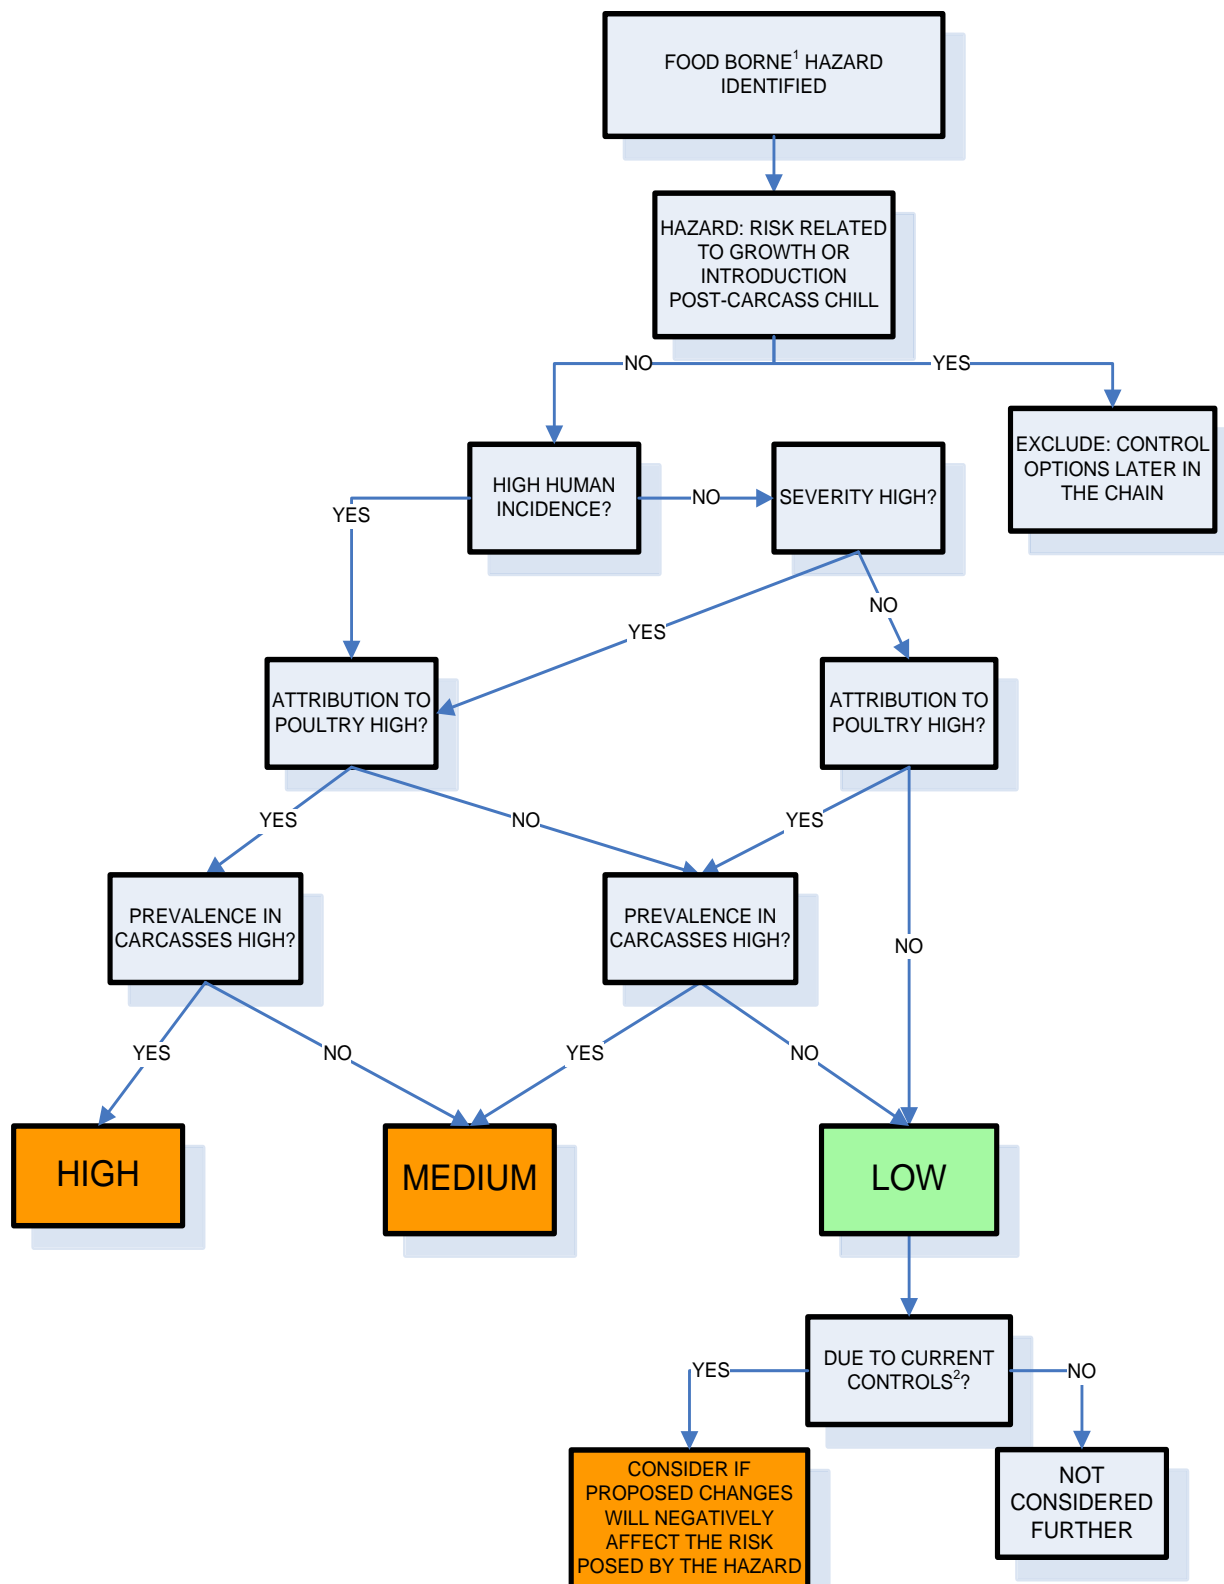 FOOD BORNE¹ HAZARD
IDENTIFIED
HAZARD: RISK RELATED
TO GROWTH OR
INTRODUCTION
POST-CARCASS CHILL
NO
YES
EXCLUDE: CONTROL
OPTIONS LATER IN
THE CHAIN
HIGH HUMAN
INCIDENCE?
NO
SEVERITY HIGH?
YES
YES
NO
ATTRIBUTION TO
POULTRY HIGH?
ATTRIBUTION TO
POULTRY HIGH?
YES
NO
YES
NO
PREVALENCE IN
CARCASSES HIGH?
PREVALENCE IN
CARCASSES HIGH?
YES
NO
YES
NO
HIGH
MEDIUM
LOW
DUE TO CURRENT
CONTROLS²?
YES
NO
CONSIDER IF
PROPOSED CHANGES
WILL NEGATIVELY
AFFECT THE RISK
POSED BY THE HAZARD
NOT
CONSIDERED
FURTHER